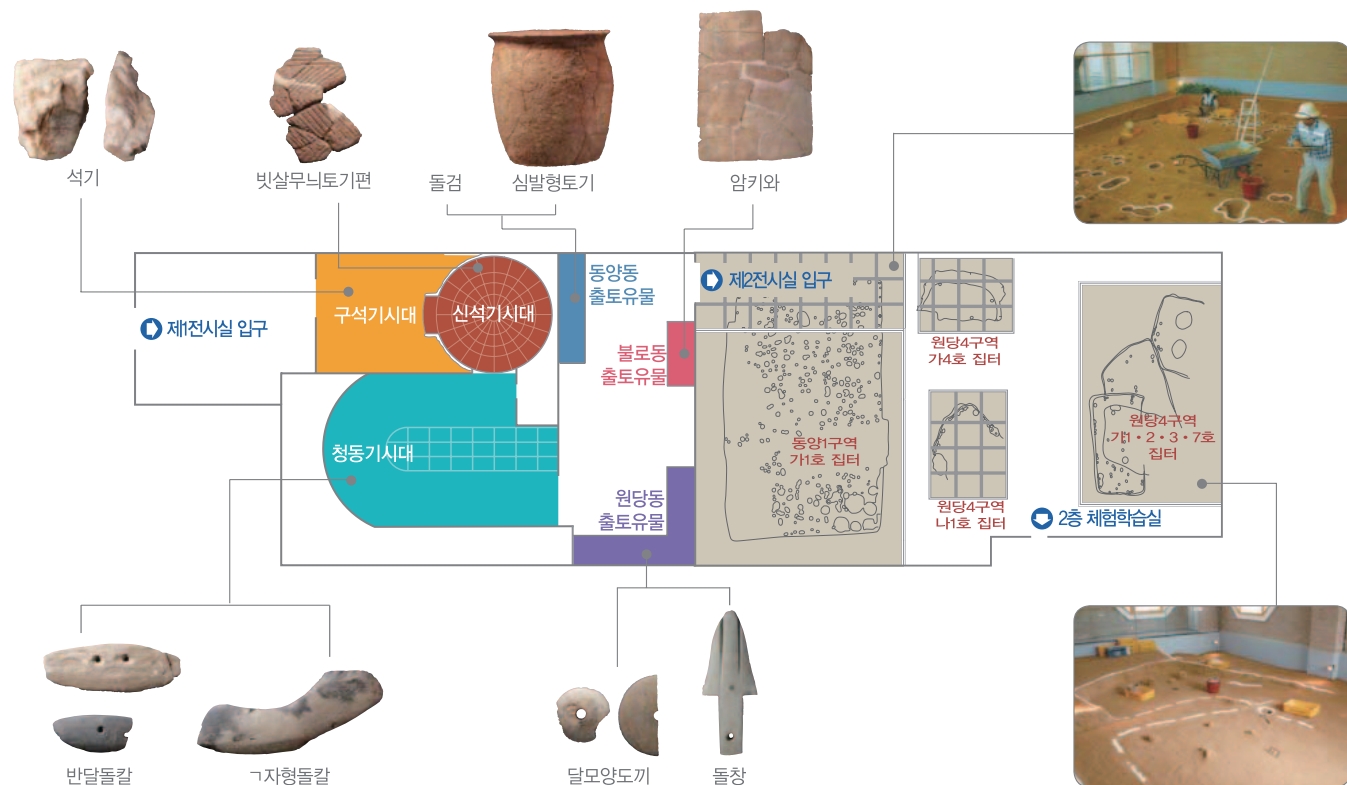 석기
빗살무늬토기편
돌검
심발형토기
암키와
제1전시실 입구
구석기시대
신석기시대
동양동
출토유물
불로동
출토유물
제2전시실 입구
원당4구역
가4호 집터
동양1구역
가1호 집터
원당4구역
나1호 집터
원당4구역
가1·2·3·7호
집터
2층 체험학습실
청동기시대
원당동
출토유물
반달돌칼
ㄱ자형돌칼
달모양도끼
돌창